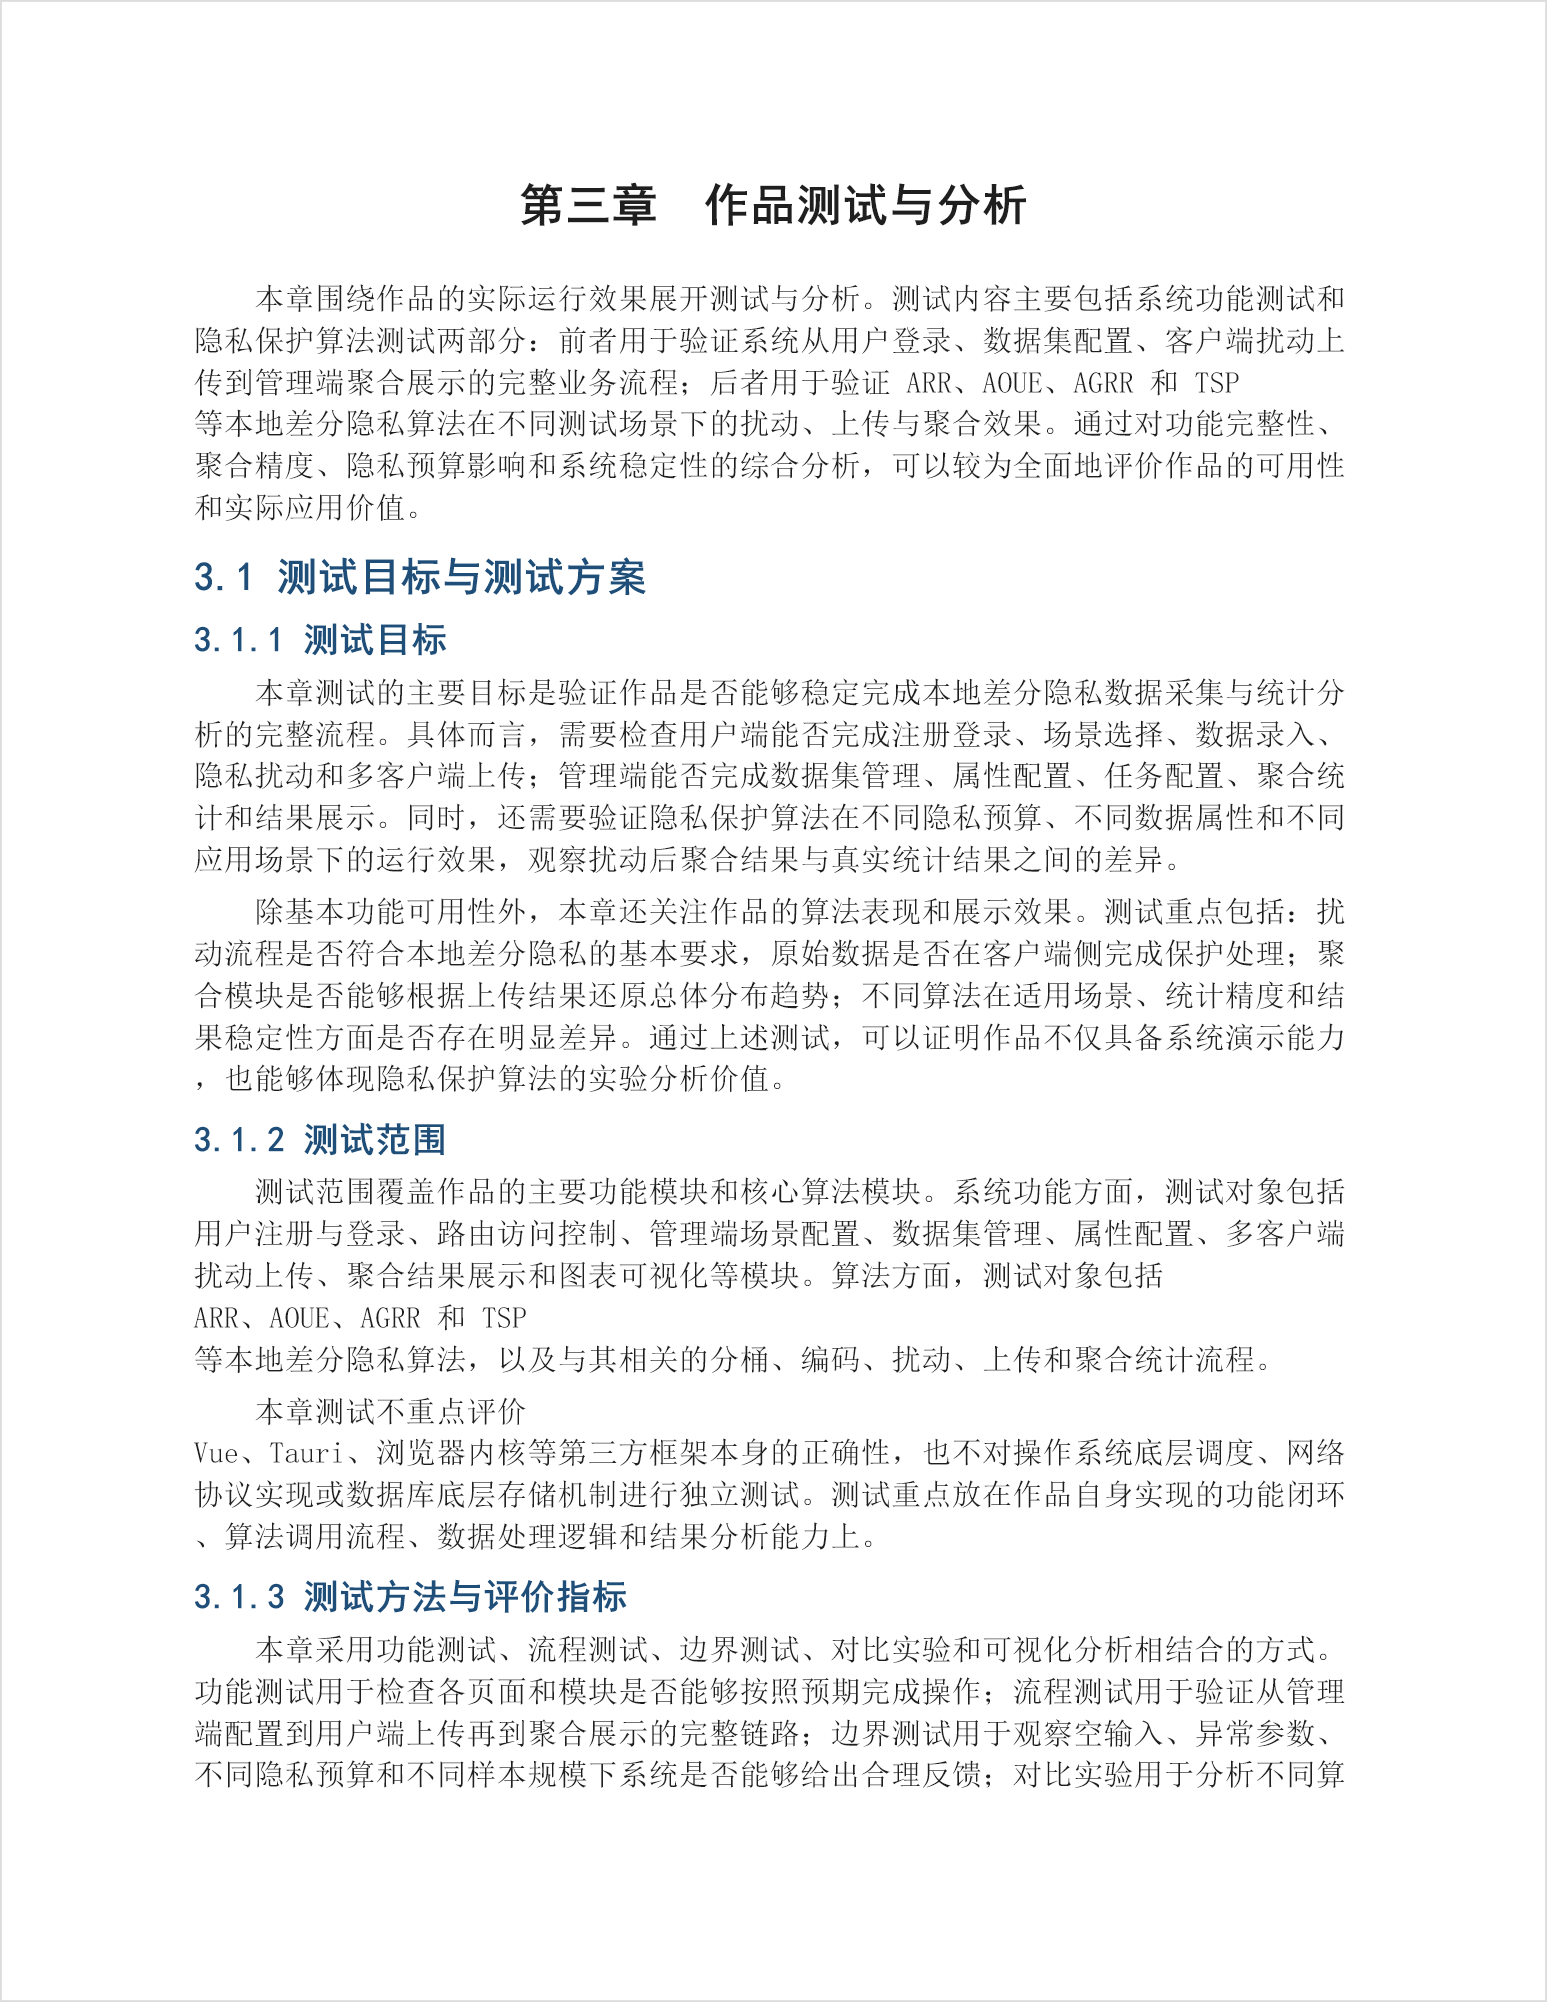 第三章　作品测试与分析
本章围绕作品的实际运行效果展开测试与分析。测试内容主要包括系统功能测试和
隐私保护算法测试两部分：前者用于验证系统从用户登录、数据集配置、客户端扰动上
传到管理端聚合展示的完整业务流程；后者用于验证 ARR、AOUE、AGRR 和 TSP
等本地差分隐私算法在不同测试场景下的扰动、上传与聚合效果。通过对功能完整性、
聚合精度、隐私预算影响和系统稳定性的综合分析，可以较为全面地评价作品的可用性
和实际应用价值。
3.1 测试目标与测试方案
3.1.1 测试目标
本章测试的主要目标是验证作品是否能够稳定完成本地差分隐私数据采集与统计分
析的完整流程。具体而言，需要检查用户端能否完成注册登录、场景选择、数据录入、
隐私扰动和多客户端上传；管理端能否完成数据集管理、属性配置、任务配置、聚合统
计和结果展示。同时，还需要验证隐私保护算法在不同隐私预算、不同数据属性和不同
应用场景下的运行效果，观察扰动后聚合结果与真实统计结果之间的差异。
除基本功能可用性外，本章还关注作品的算法表现和展示效果。测试重点包括：扰
动流程是否符合本地差分隐私的基本要求，原始数据是否在客户端侧完成保护处理；聚
合模块是否能够根据上传结果还原总体分布趋势；不同算法在适用场景、统计精度和结
果稳定性方面是否存在明显差异。通过上述测试，可以证明作品不仅具备系统演示能力
，也能够体现隐私保护算法的实验分析价值。
3.1.2 测试范围
测试范围覆盖作品的主要功能模块和核心算法模块。系统功能方面，测试对象包括
用户注册与登录、路由访问控制、管理端场景配置、数据集管理、属性配置、多客户端
扰动上传、聚合结果展示和图表可视化等模块。算法方面，测试对象包括
ARR、AOUE、AGRR 和 TSP
等本地差分隐私算法，以及与其相关的分桶、编码、扰动、上传和聚合统计流程。
本章测试不重点评价
Vue、Tauri、浏览器内核等第三方框架本身的正确性，也不对操作系统底层调度、网络
协议实现或数据库底层存储机制进行独立测试。测试重点放在作品自身实现的功能闭环
、算法调用流程、数据处理逻辑和结果分析能力上。
3.1.3 测试方法与评价指标
本章采用功能测试、流程测试、边界测试、对比实验和可视化分析相结合的方式。
功能测试用于检查各页面和模块是否能够按照预期完成操作；流程测试用于验证从管理
端配置到用户端上传再到聚合展示的完整链路；边界测试用于观察空输入、异常参数、
不同隐私预算和不同样本规模下系统是否能够给出合理反馈；对比实验用于分析不同算